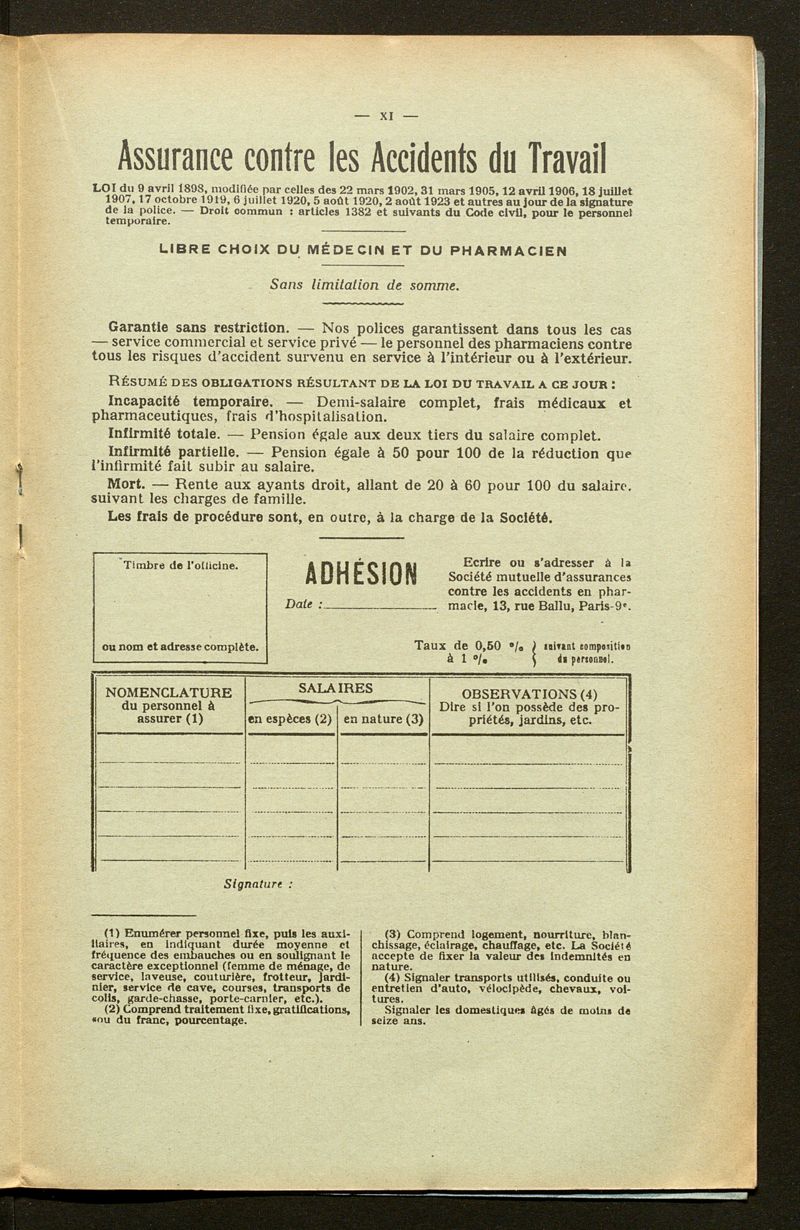 — XI —
Assurance contre les Accidents du Travail
LOI du 9 avril 1898, modifiée par celles des 22 mars 1902, 31 mars 1905, 12 avril 1906, 18 juillet
1907, 17 octobre 1919, 6 juillet 1920, 5 août 1920, 2 août 1923 et autres au jour de la signature
de la police. — Droit commun : articles 1382 et suivants du Code civil, pour le personnel
temporaire.
LIBRE CHOIX DU MÉDECIN ET DU PHARMACIEN
Sans limitation de somme.
Garantie sans restriction. — Nos polices garantissent dans tous les cas
— service commercial et service privé — le personnel des pharmaciens contre
tous les risques d'accident survenu en service à l'intérieur ou à l'extérieur.
RÉSUMÉ DES OBLIGATIONS RÉSULTANT DE LA LOI DU TRAVAIL A CE JOUR :
Incapacité temporaire. — Demi-salaire complet, frais médicaux et
pharmaceutiques, frais d'hospitalisation.
Infirmité totale. — Pension égale aux deux tiers du salaire complet.
Infirmité partielle. — Pension égale à 50 pour 100 de la réduction que
l'infirmité fait subir au salaire.
Mort. — Rente aux ayants droit, allant de 20 à 60 pour 100 du salaire.
suivant les charges de famille.
Les frais de procédure sont, en outre, à la charge de la Société.
Timbre de l'officine.
ou nom et adresse complète.
ADHÉSION
Date :
Ecrire ou s'adresser à la
Société mutuelle d'assurances
contre les accidents en phar-
macie, 13, rue Ballu, Paris-9e.
Taux de 0,50 % } suivant composition
à 1 % } du personnel.
NOMENCLATURE
du personnel à
assurer (1)
SALAIRES
en espèces (2)
en nature (3)
OBSERVATIONS (4)
Dire si l'on possède des pro-
priétés, jardins, etc.
Signature :
(1) Enumérer personnel fixe, puis les auxi-
liaires, en indiquant durée moyenne et
fréquence des embauches ou en soulignant le
caractère exceptionnel (femme de ménage, de
service, laveuse, couturière, frotteur, jardi-
nier, service de cave, courses, transports de
colis, garde-chasse, porte-carnier, etc.).
(2) Comprend traitement fixe, gratifications,
sou du franc, pourcentage.
(3) Comprend logement, nourriture, blan-
chissage, éclairage, chauffage, etc. La Société
accepte de fixer la valeur des indemnités en
nature.
(4) Signaler transports utilisés, conduite ou
entretien d'auto, vélocipède, chevaux, voi-
tures.
Signaler les domestiques âgés de moins de
seize ans.